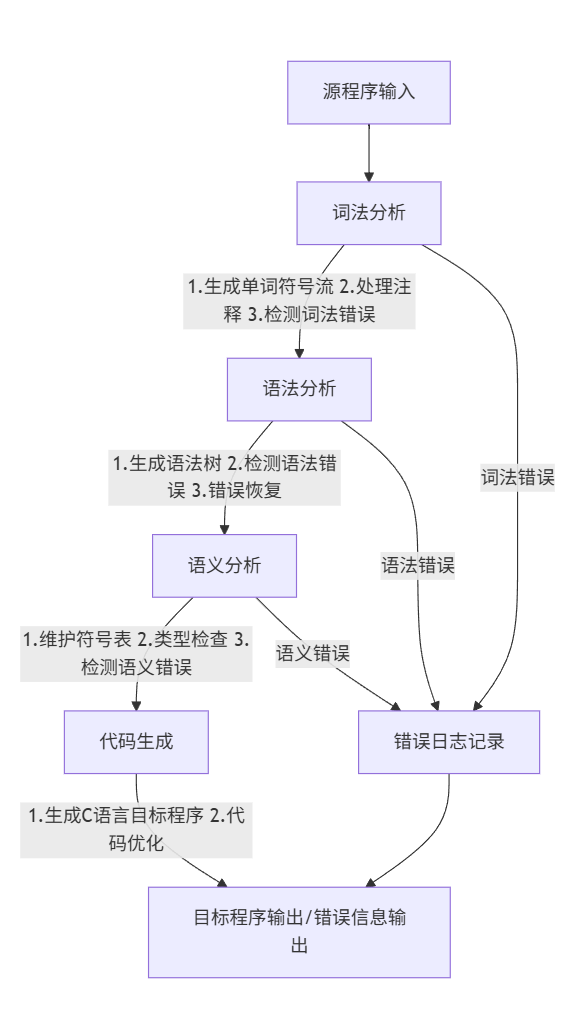 源程序输入
词法分析
1.生成单词符号流 2.处理注
释 3.检测词法错误
语法分析
1.生成语法树 2.检测语法错
误 3.错误恢复
词法错误
语义分析
语法错误
1.维护符号表 2.类型检查 3.
检测语义错误
语义错误
代码生成
错误日志记录
1.生成C语言目标程序 2.代
码优化
目标程序输出/错误信息输
出